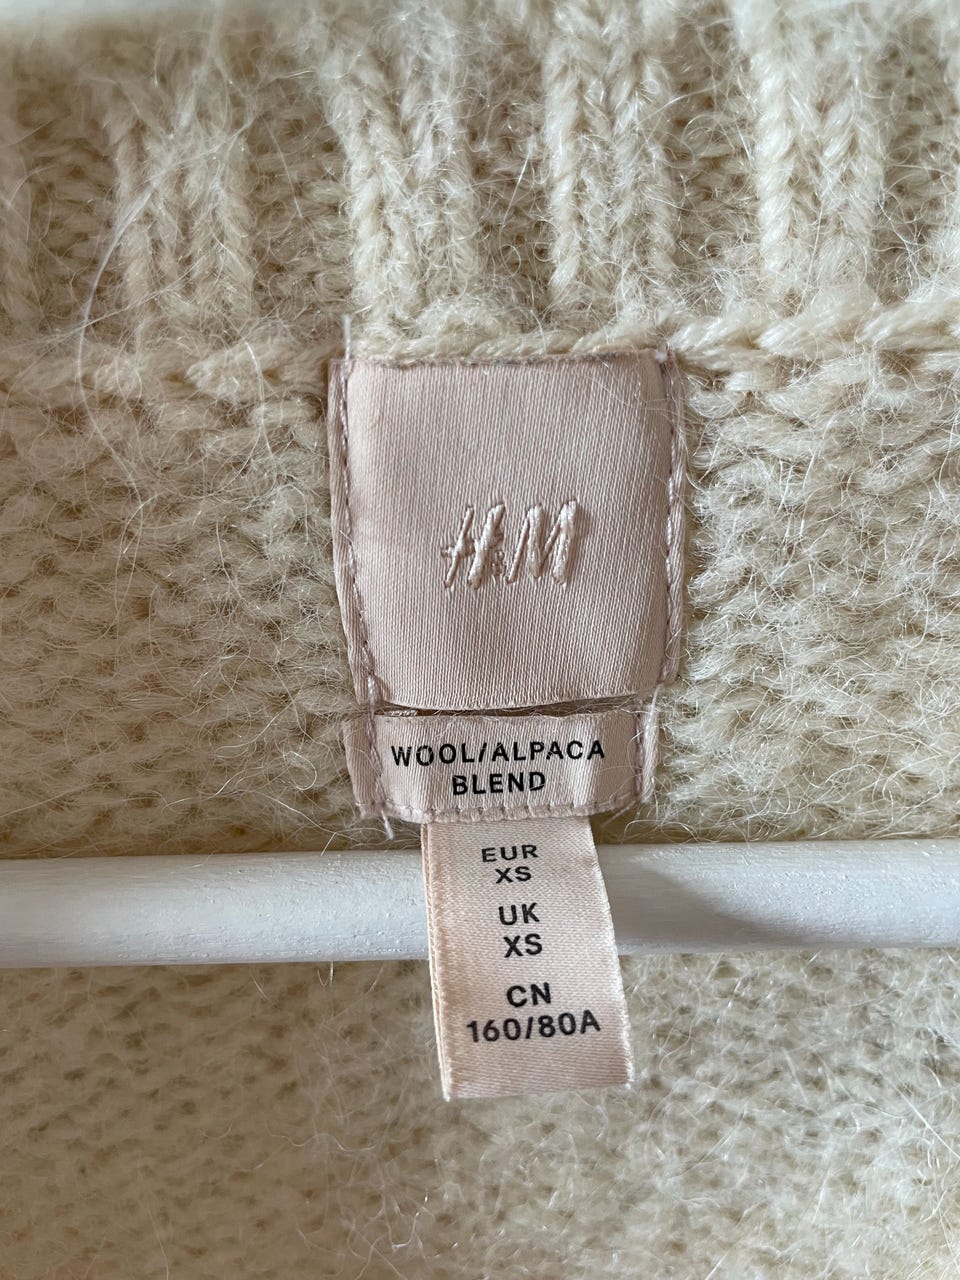 H&M
WOOL/ALPACA
BLEND
EUR
XS
UK
XS
CN
160/80A